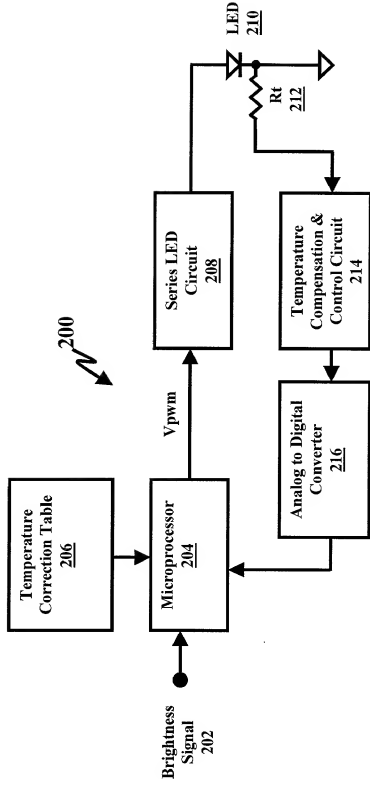 200
Temperature
Correction Table
206
Brightness
Signal
202
Microprocessor
204
Vpwm
Series LED
Circuit
208
LED
210
Rt
212
Temperature
Compensation &
Control Circuit
214
Analog to Digital
Converter
216